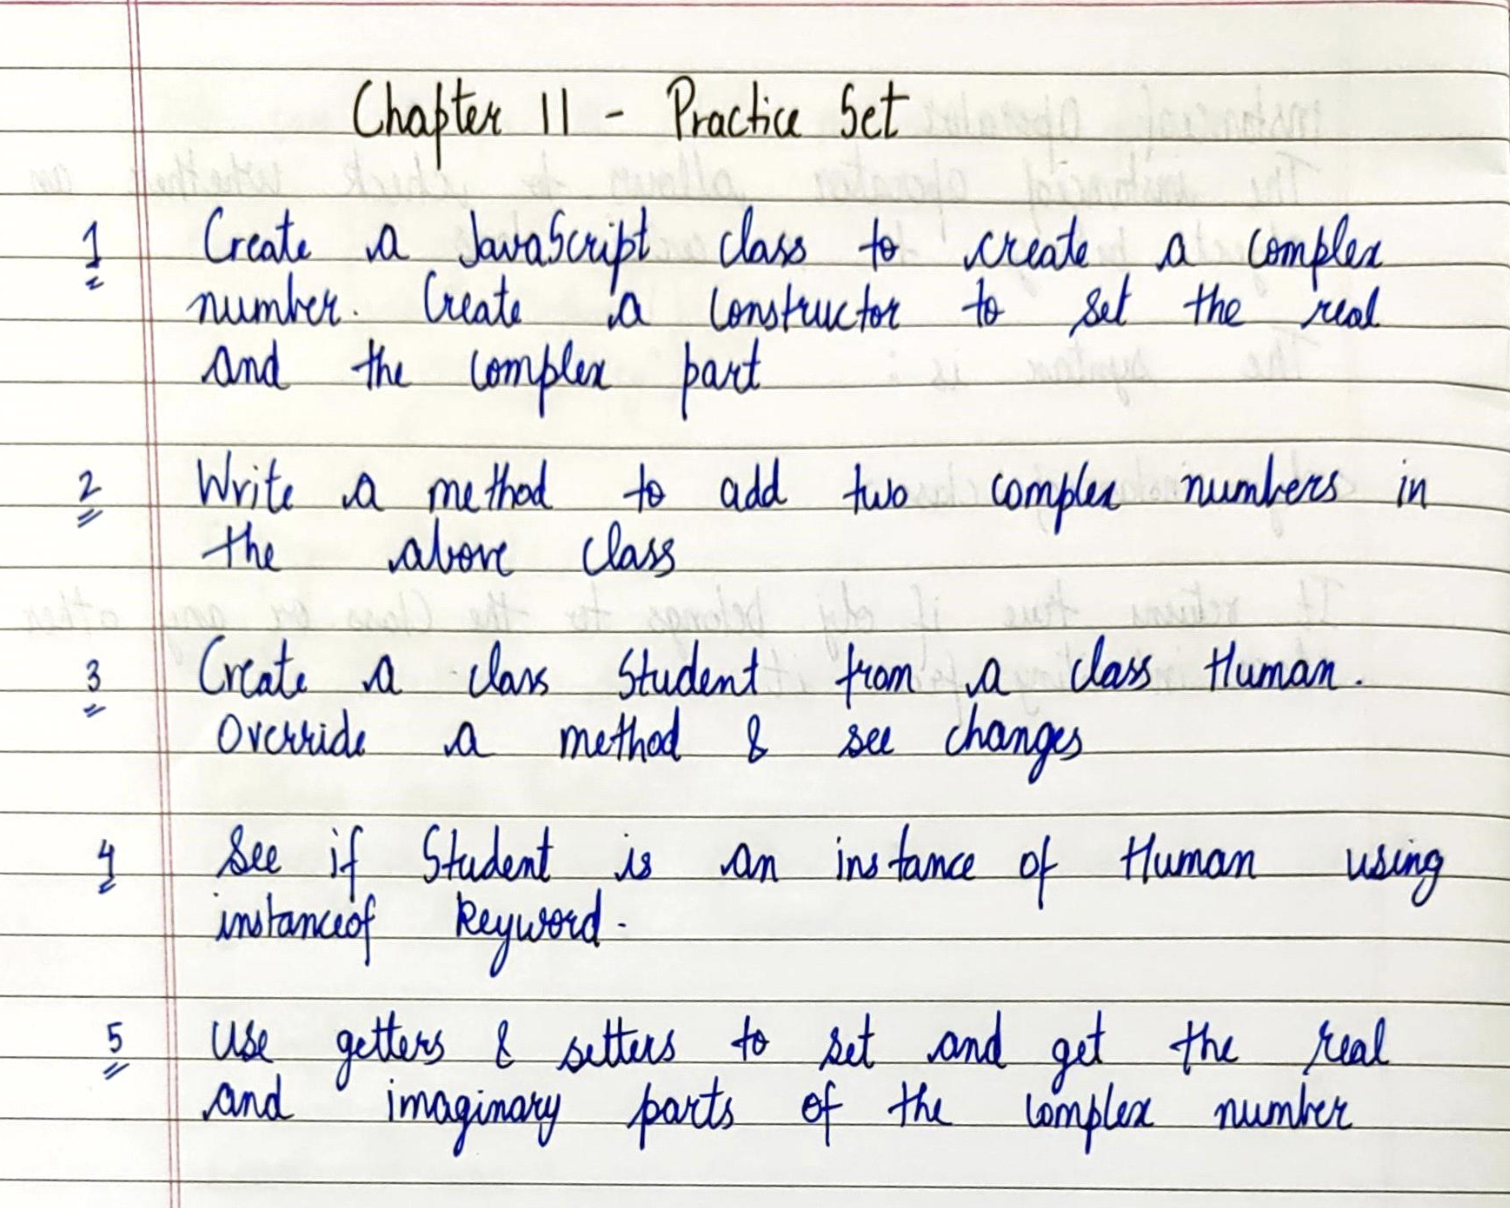 Chapter 11 - Practice Set
1 Create a JavaScript class to create a complex
number. Create a constructor to set the real
and the complex part
2 Write a method to add two complex numbers in
the above class
3 Create a class Student from a class Human.
Override a method & see changes
4 See if Student is an instance of Human using
instanceof keyword.
5 Use getters & setters to set and get the real
and imaginary parts of the complex number